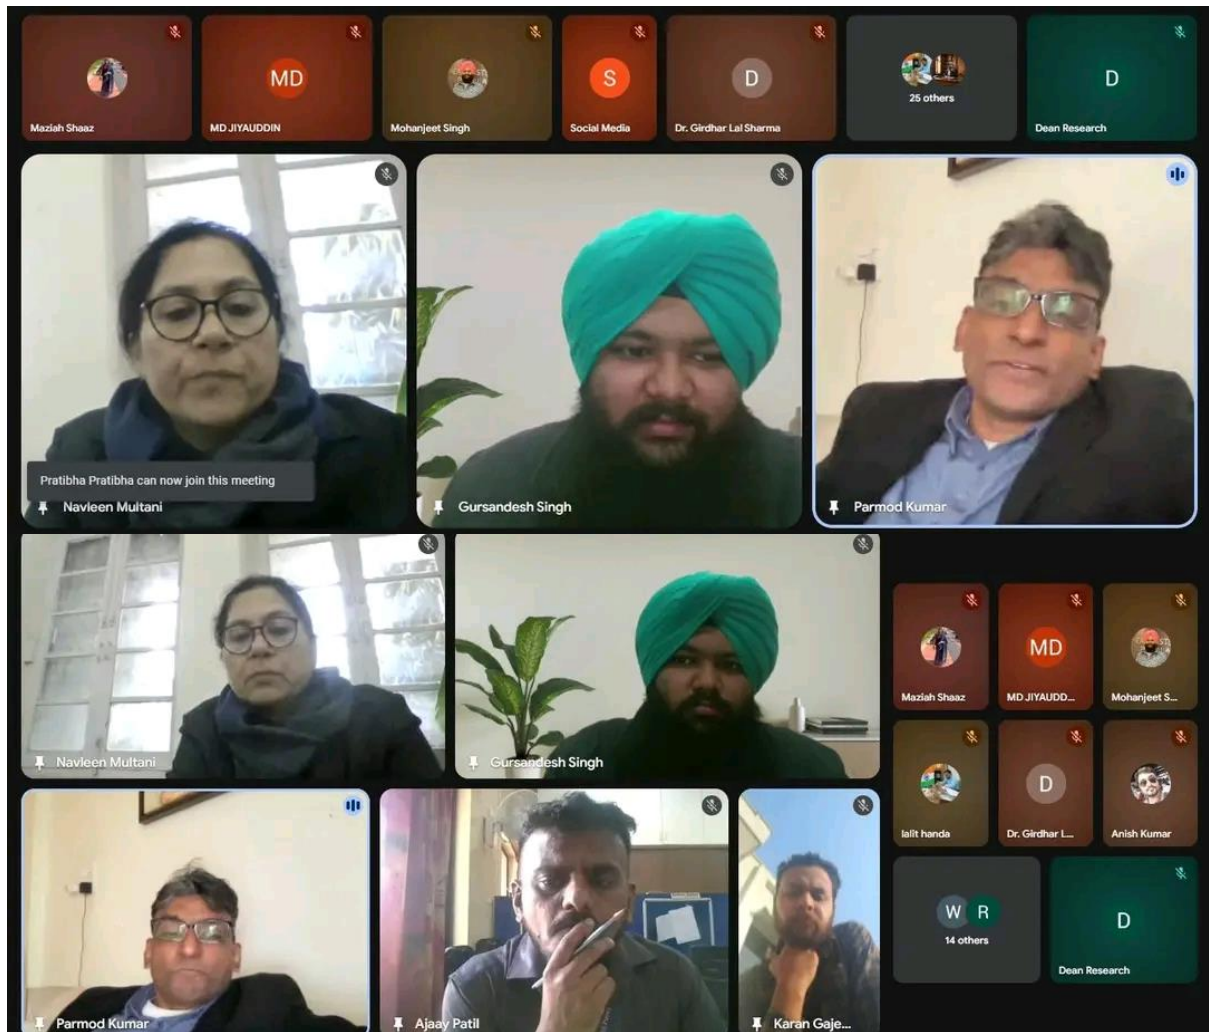 MD
S
D
25 others
D
Maziah Shaaz
MD JIYAUDDIN
Mohanjeet Singh
Social Media
Dr. Girdhar Lal Sharma
Dean Research
Pratibha Pratibha can now join this meeting
Navleen Multani
Gursandesh Singh
Parmod Kumar
Navleen Multani
Gursandesh Singh
MD
Maziah Shaaz
MD JIYAUDD...
Mohanjeet S...
D
lalit handa
Dr. Girdhar L...
Anish Kumar
W R
14 others
D
Dean Research
Parmod Kumar
Ajaay Patil
Karan Gaje...